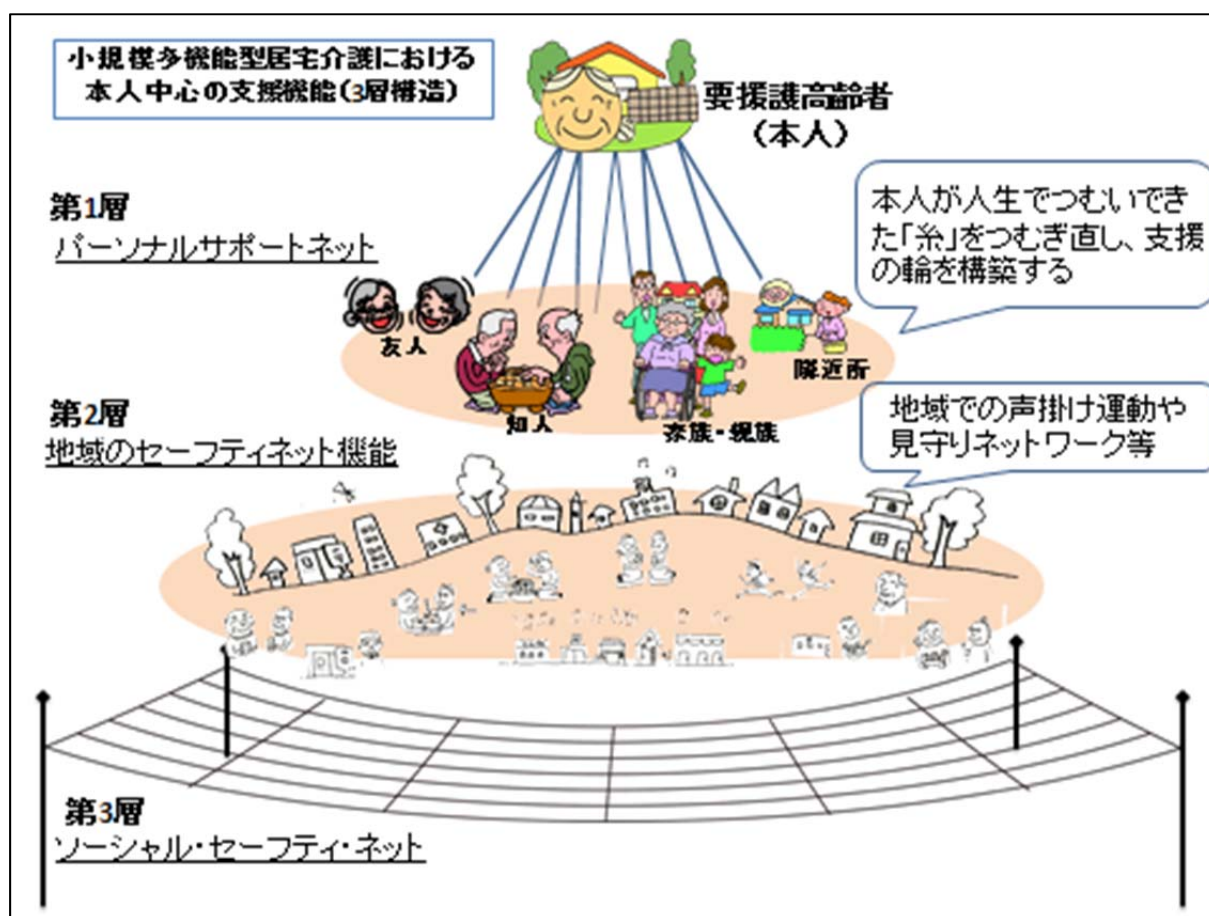 小規模多機能型居宅介護における
本人中心の支援機能(3層構造)
要援護高齢者
(本人)
第1層
パーソナルサポートネット
本人が人生でつむいでき
た「糸」をつむぎ直し、支援
の輪を構築する
友人
知人
家族・親族
隣近所
第2層
地域のセーフティネット機能
地域での声掛け運動や
見守りネットワーク等
第3層
ソーシャル・セーフティ・ネット